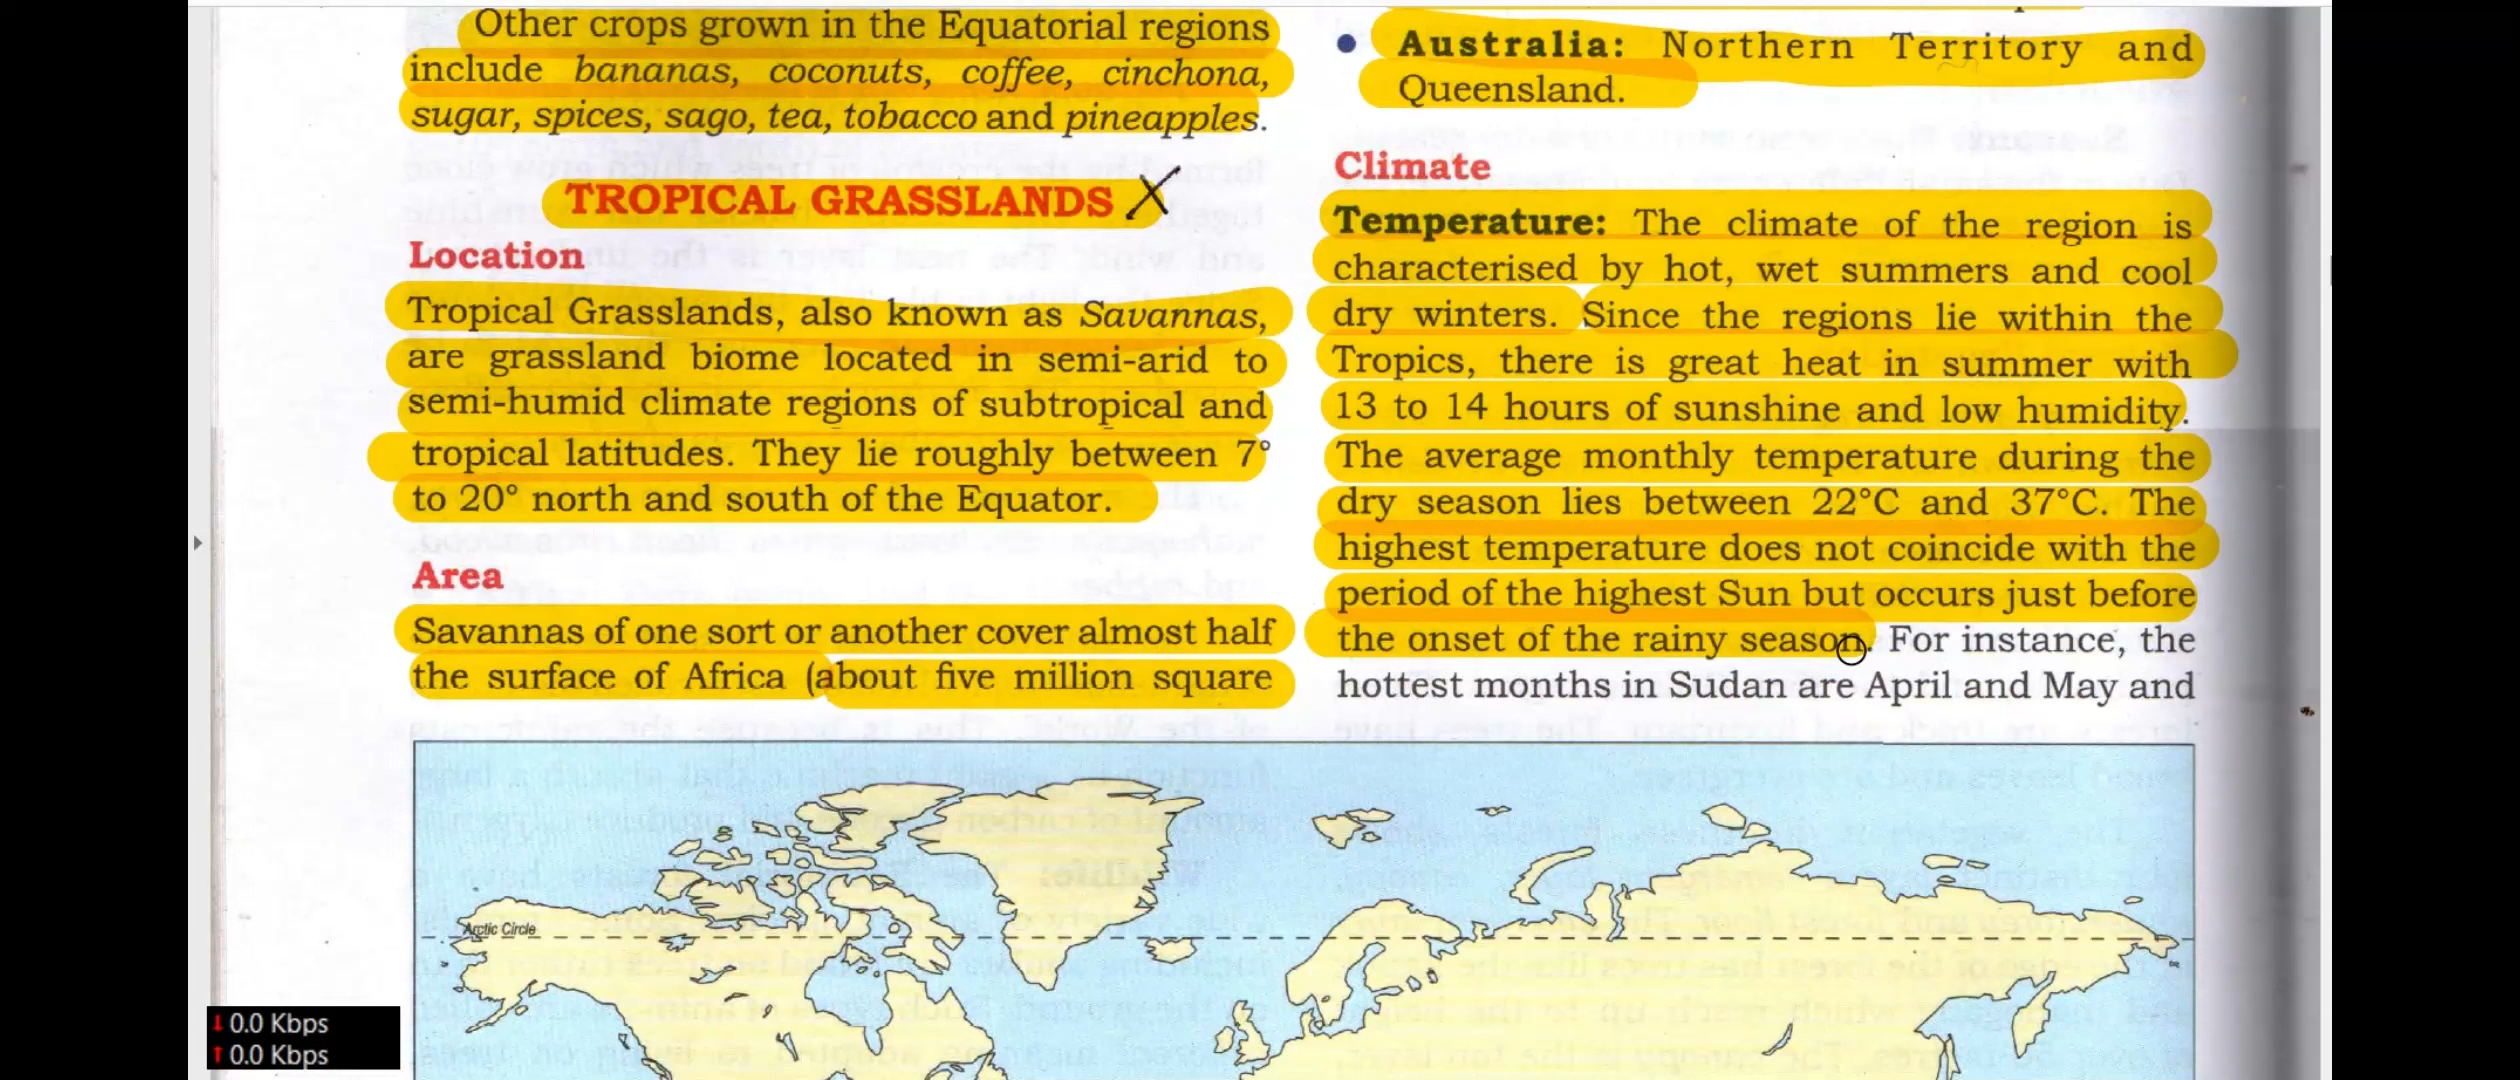 Other crops grown in the Equatorial regions
include bananas, coconuts, coffee, cinchona,
sugar, spices, sago, tea, tobacco and pineapples.
TROPICAL GRASSLANDS X
Location
Tropical Grasslands, also known as Savannas,
are grassland biome located in semi-arid to
semi-humid climate regions of subtropical and
tropical latitudes. They lie roughly between 7°
to 20° north and south of the Equator.
Area
Savannas of one sort or another cover almost half
the surface of Africa (about five million square
• Australia: Northern Territory and
Queensland.
Climate
Temperature: The climate of the region is
characterised by hot, wet summers and cool
dry winters. Since the regions lie within the
Tropics, there is great heat in summer with
13 to 14 hours of sunshine and low humidity.
The average monthly temperature during the
dry season lies between 22°C and 37°C. The
highest temperature does not coincide with the
period of the highest Sun but occurs just before
the onset of the rainy season. For instance, the
hottest months in Sudan are April and May and
Arctic Circle
0.0 Kbps
0.0 Kbps